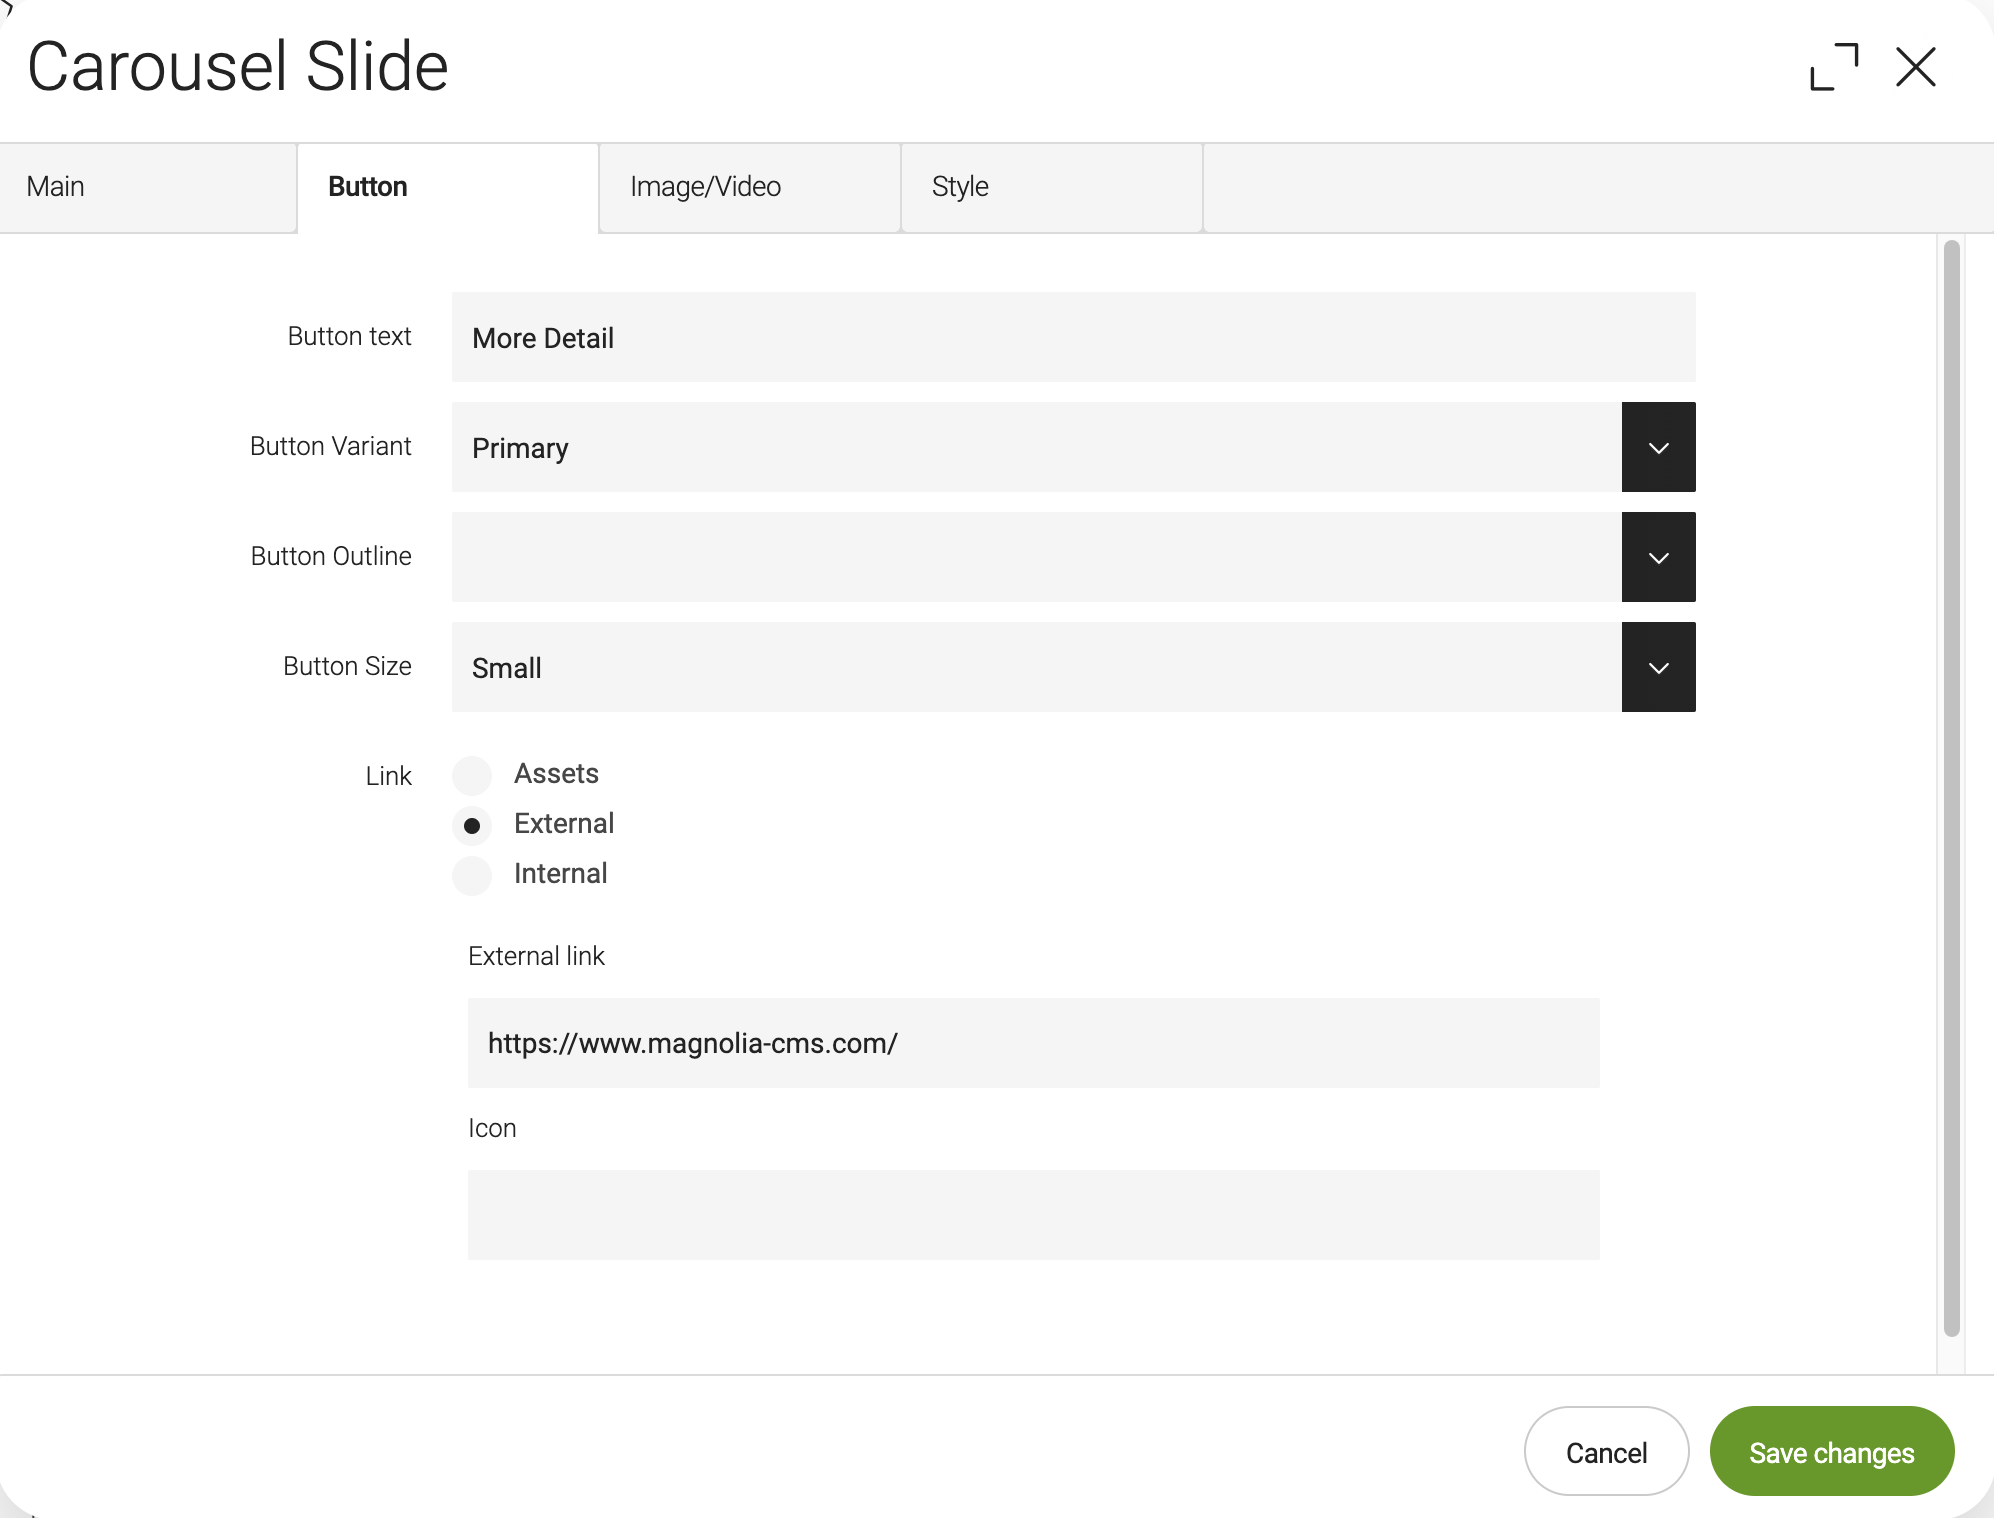 Carousel Slide
Main
Button
Image/Video
Style
Button text
More Detail
Button Variant
Primary
Button Outline
Button Size
Small
Link
Assets
External
Internal
External link
https://www.magnolia-cms.com/
Icon
Cancel
Save changes